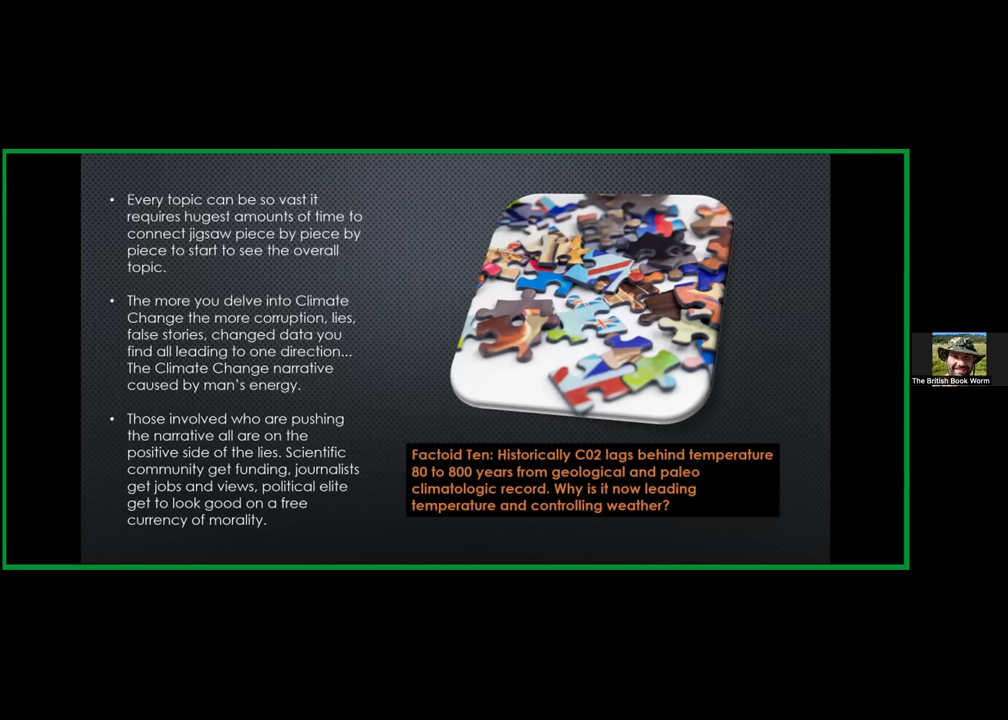 Every topic can be so vast it
requires hugest amounts of time to
connect jigsaw piece by piece by
piece to start to see the overall
topic.
The more you delve into Climate
Change the more corruption, lies,
false stories, changed data you
find all leading to one direction...
The Climate Change narrative
caused by man's energy.
Those involved who are pushing
the narrative all are on the
positive side of the lies. Scientific
community get funding, journalists
get jobs and views, political elite
get to look good on a free
currency of morality.
Factoid Ten: Historically C02 lags behind temperature
80 to 800 years from geological and paleo
climatologic record. Why is it now leading
temperature and controlling weather?
The British Book Worm